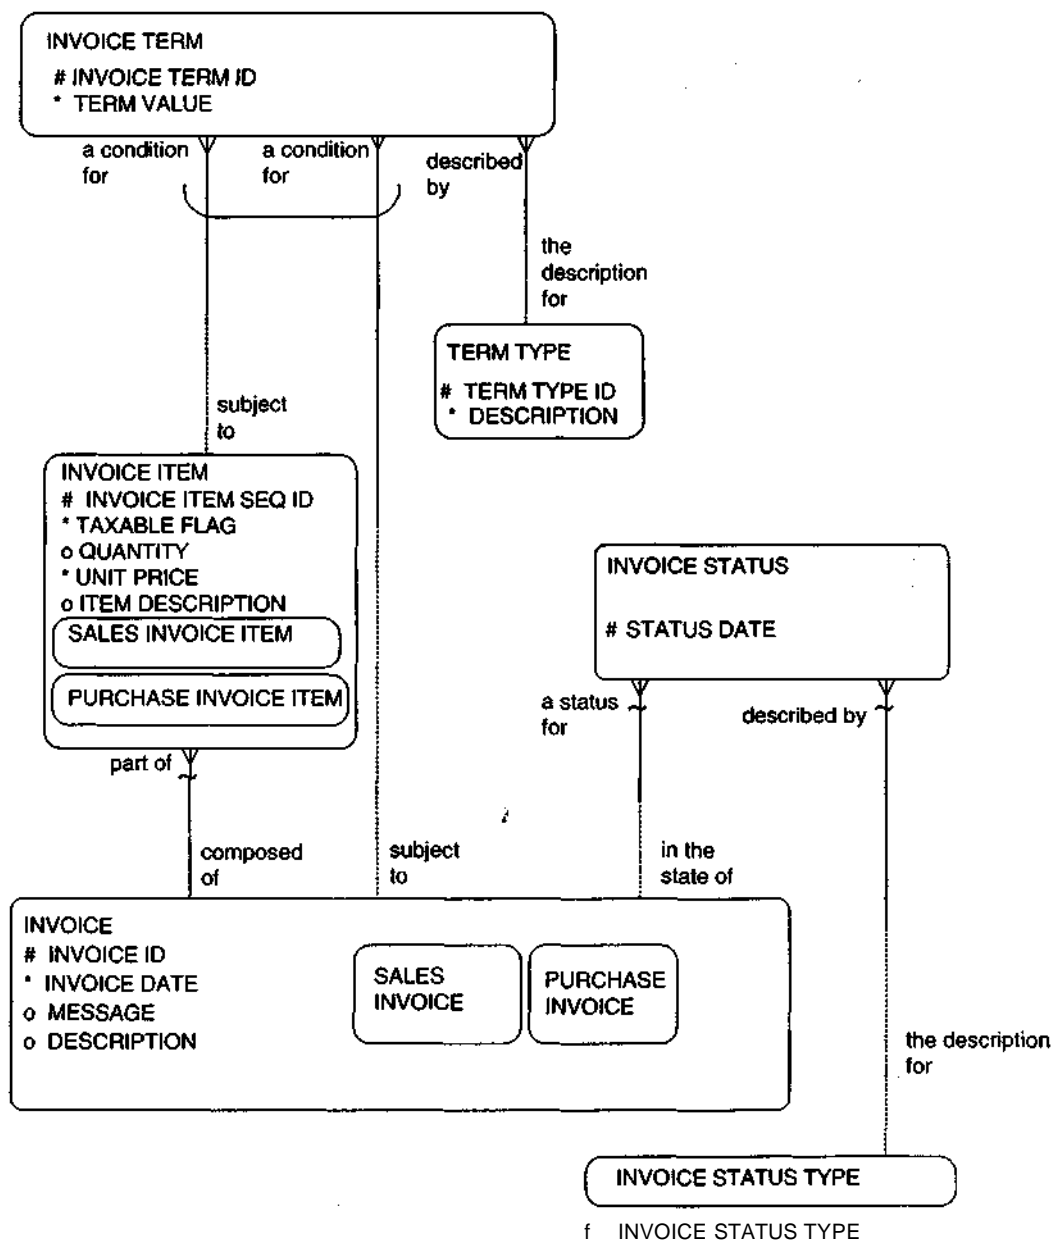 INVOICE TERM
# INVOICE TERM ID
* TERM VALUE
a condition
for
a condition
for
described
by
the
description
for
TERM TYPE
# TERM TYPE ID
* DESCRIPTION
subject
to
INVOICE ITEM
# INVOICE ITEM SEQ ID
* TAXABLE FLAG
o QUANTITY
* UNIT PRICE
o ITEM DESCRIPTION
SALES INVOICE ITEM
PURCHASE INVOICE ITEM
part of
INVOICE STATUS
# STATUS DATE
a status
for
described by
composed
of
subject
to
in the
state of
INVOICE
# INVOICE ID
* INVOICE DATE
o MESSAGE
o DESCRIPTION
SALES
INVOICE
PURCHASE
INVOICE
the description
for
INVOICE STATUS TYPE
f INVOICE STATUS TYPE